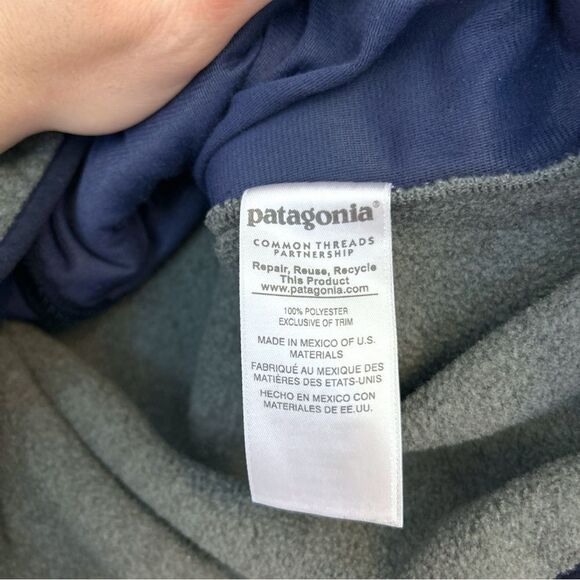 patagonia®
COMMON THREADS
PARTNERSHIP
Repair, Reuse, Recycle
This Product
www.patagonia.com
100% POLYESTER
EXCLUSIVE OF TRIM
MADE IN MEXICO OF U.S.
MATERIALS
FABRIQUÉ AU MEXIQUE DES
MATIÈRES DES ETATS-UNIS
HECHO EN MEXICO CON
MATERIALES DE EE.UU.